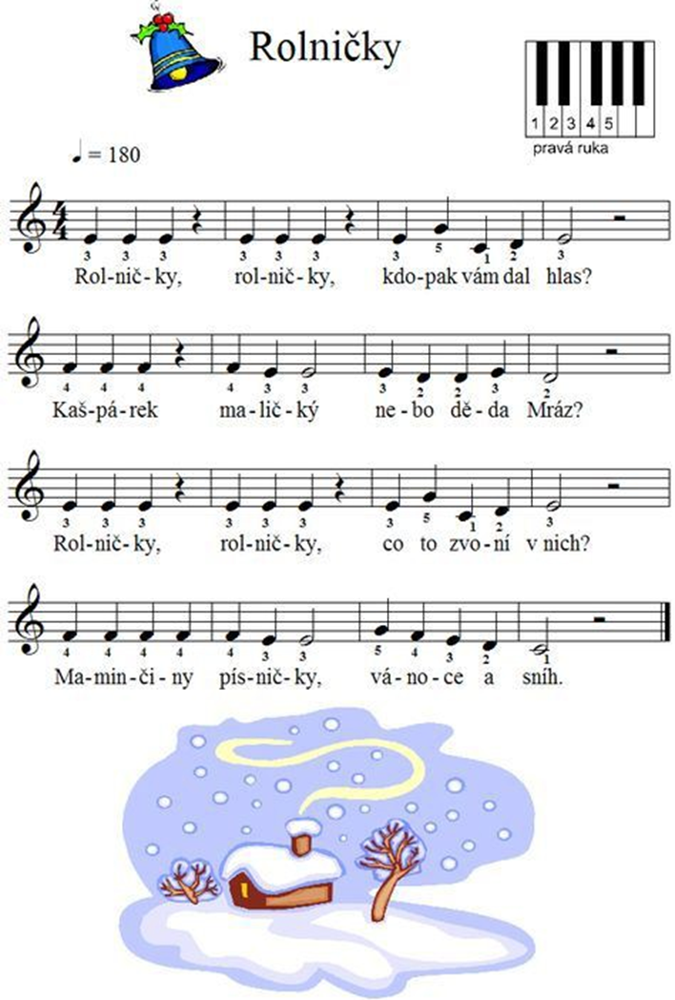 Rolničky
1 2 3 4 5
pravá ruka
= 180
4
4
3 3 3 3 3 3 3 5 1 2 3
Rol-nič-ky, rol-nič-ky, kdo-pak vám dal hlas?
4 4 4 4 3 3 3 2 2 3 2
Kaš-pá-rek ma-lič-ký ne-bo dě-da Mráz?
3 3 3 3 3 3 3 5 1 2 3
Rol-nič-ky, rol-nič-ky, co to zvo-ní v nich?
4 4 4 4 4 3 3 5 4 3 2 1
Ma-min-či-ny pís-nič-ky, vá-no-ce a sníh.